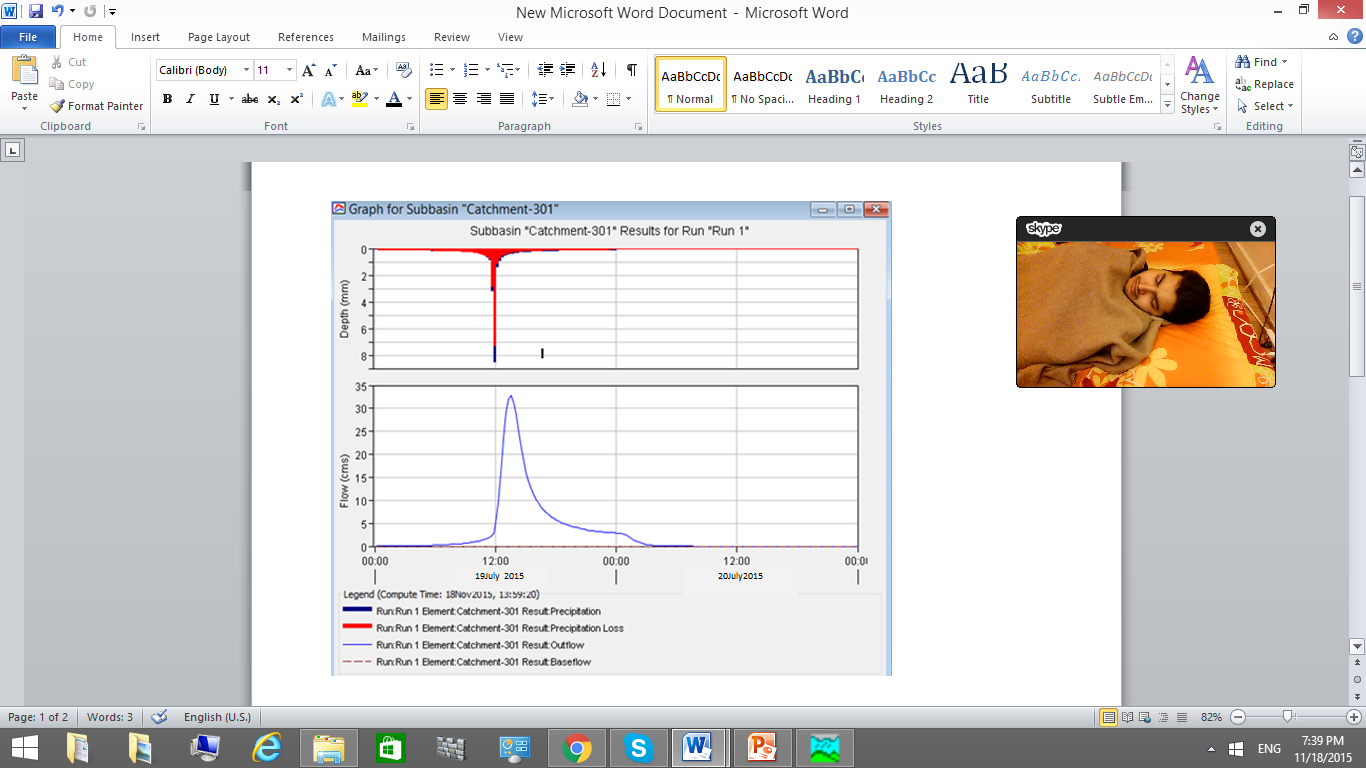 New Microsoft Word Document - Microsoft Word
File Home Insert Page Layout References Mailings Review View
Paste
Cut
Copy
Format Painter
Clipboard
Calibri (Body) 11
B I U abc x₂ x² A ab A
Font
Paragraph
AaBbCcDc AaBbCcDc AaBbCc AaBbCc AaB AaBbCc. AaBbCcDc
¶ Normal ¶ No Spaci... Heading 1 Heading 2 Title Subtitle Subtle Em...
Styles
Change Styles
Find
Replace
Select
Editing
Graph for Subbasin "Catchment-301"
Subbasin "Catchment-301" Results for Run "Run 1"
Depth (mm)
0
2
4
6
8
Flow (cms)
35
30
25
20
15
10
5
0
00:00 12:00 00:00 12:00 00:0
19July 2015 20July2015
Legend (Compute Time: 18Nov2015, 13:59:20)
Run:Run 1 Element:Catchment-301 Result:Precipitation
Run:Run 1 Element:Catchment-301 Result:Precipitation Loss
Run:Run 1 Element:Catchment-301 Result:Outflow
Run:Run 1 Element:Catchment-301 Result:Baseflow
skype
Page: 1 of 2 Words: 3 English (U.S.) 82%
ENG 7:39 PM
11/18/2015